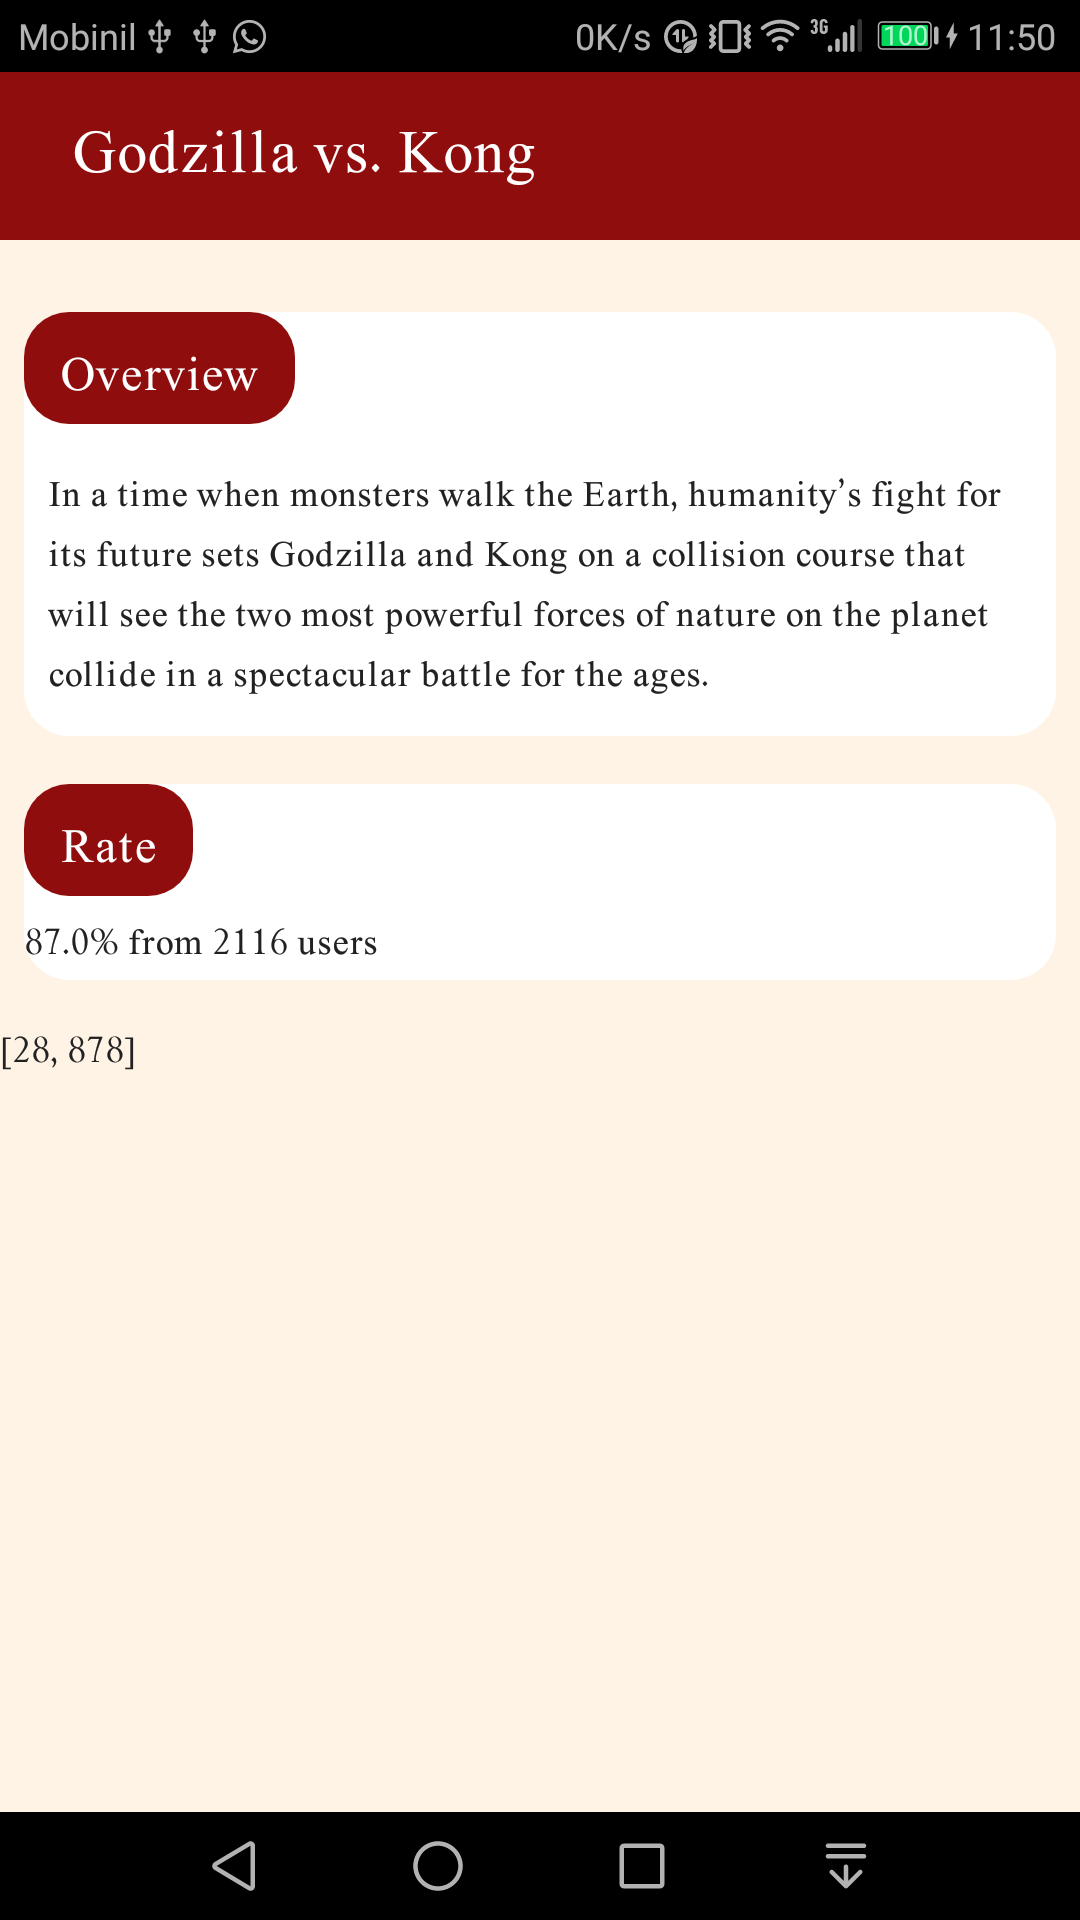 Mobinil 0K/s 3G 100 11:50
Godzilla vs. Kong
Overview
In a time when monsters walk the Earth, humanity’s fight for
its future sets Godzilla and Kong on a collision course that
will see the two most powerful forces of nature on the planet
collide in a spectacular battle for the ages.
Rate
87.0% from 2116 users
[28, 878]